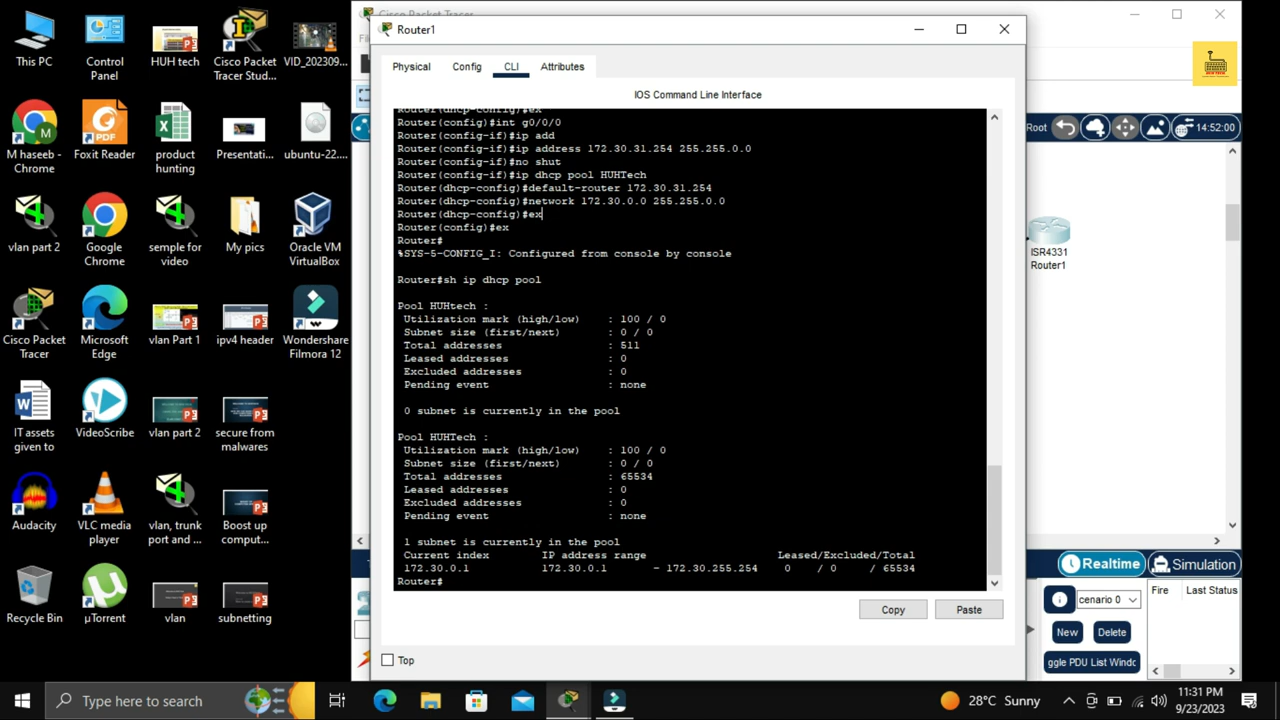 This PC
Control
Panel
HUH tech
Cisco Packet
Tracer Stud...
VID_202309...
M haseeb -
Chrome
Foxit Reader
product
hunting
Presentati...
ubuntu-22....
vlan part 2
Google
Chrome
semple for
video
My pics
Oracle VM
VirtualBox
Cisco Packet
Tracer
Microsoft
Edge
vlan Part 1
ipv4 header
Wondershare
Filmora 12
IT assets
given to
VideoScribe
vlan part 2
secure from
malwares
Audacity
VLC media
player
vlan, trunk
port and ...
Boost up
comput...
Recycle Bin
µTorrent
vlan
subnetting
Cisco Packet Tracer
Router1
Physical
Config
CLI
Attributes
IOS Command Line Interface
Router(dhcp-config)#ex
Router(config)#int g0/0/0
Router(config-if)#ip add
Router(config-if)#ip address 172.30.31.254 255.255.0.0
Router(config-if)#no shut
Router(config-if)#ip dhcp pool HUHTech
Router(dhcp-config)#default-router 172.30.31.254
Router(dhcp-config)#network 172.30.0.0 255.255.0.0
Router(dhcp-config)#ex
Router(config)#ex
Router#
%SYS-5-CONFIG_I: Configured from console by console
Router#sh ip dhcp pool
Pool HUHtech :
Utilization mark (high/low) : 100 / 0
Subnet size (first/next) : 0 / 0
Total addresses : 511
Leased addresses : 0
Excluded addresses : 0
Pending event : none
0 subnet is currently in the pool
Pool HUHTech :
Utilization mark (high/low) : 100 / 0
Subnet size (first/next) : 0 / 0
Total addresses : 65534
Leased addresses : 0
Excluded addresses : 0
Pending event : none
1 subnet is currently in the pool
Current index IP address range Leased/Excluded/Total
172.30.0.1 172.30.0.1 - 172.30.255.254 0 / 0 / 65534
Router#
Copy
Paste
Top
Root
14:52:00
ISR4331
Router1
Realtime
Simulation
cenario 0
Fire
Last Status
New
Delete
ggle PDU List Windo
Type here to search
28°C Sunny
11:31 PM
9/23/2023